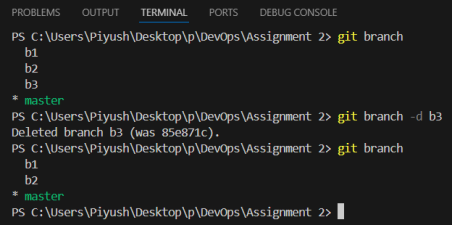 PROBLEMS OUTPUT TERMINAL PORTS DEBUG CONSOLE
PS C:\Users\Piyush\Desktop\p\DevOps\Assignment 2> git branch
  b1
  b2
  b3
* master
PS C:\Users\Piyush\Desktop\p\DevOps\Assignment 2> git branch -d b3
Deleted branch b3 (was 85e871c).
PS C:\Users\Piyush\Desktop\p\DevOps\Assignment 2> git branch
  b1
  b2
* master
PS C:\Users\Piyush\Desktop\p\DevOps\Assignment 2>